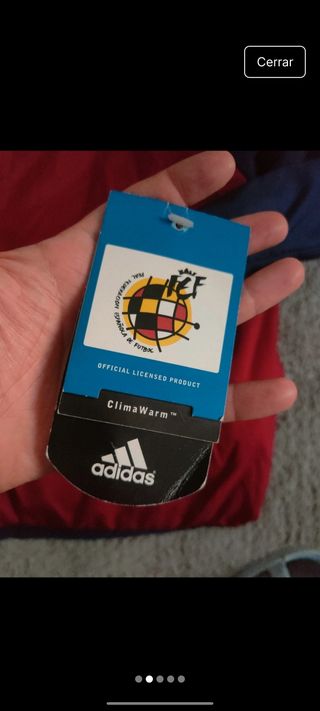 Cerrar
RFEF
REAL FEDERACION ESPAÑOLA DE FUTBOL
OFFICIAL LICENSED PRODUCT
ClimaWarm™
adidas